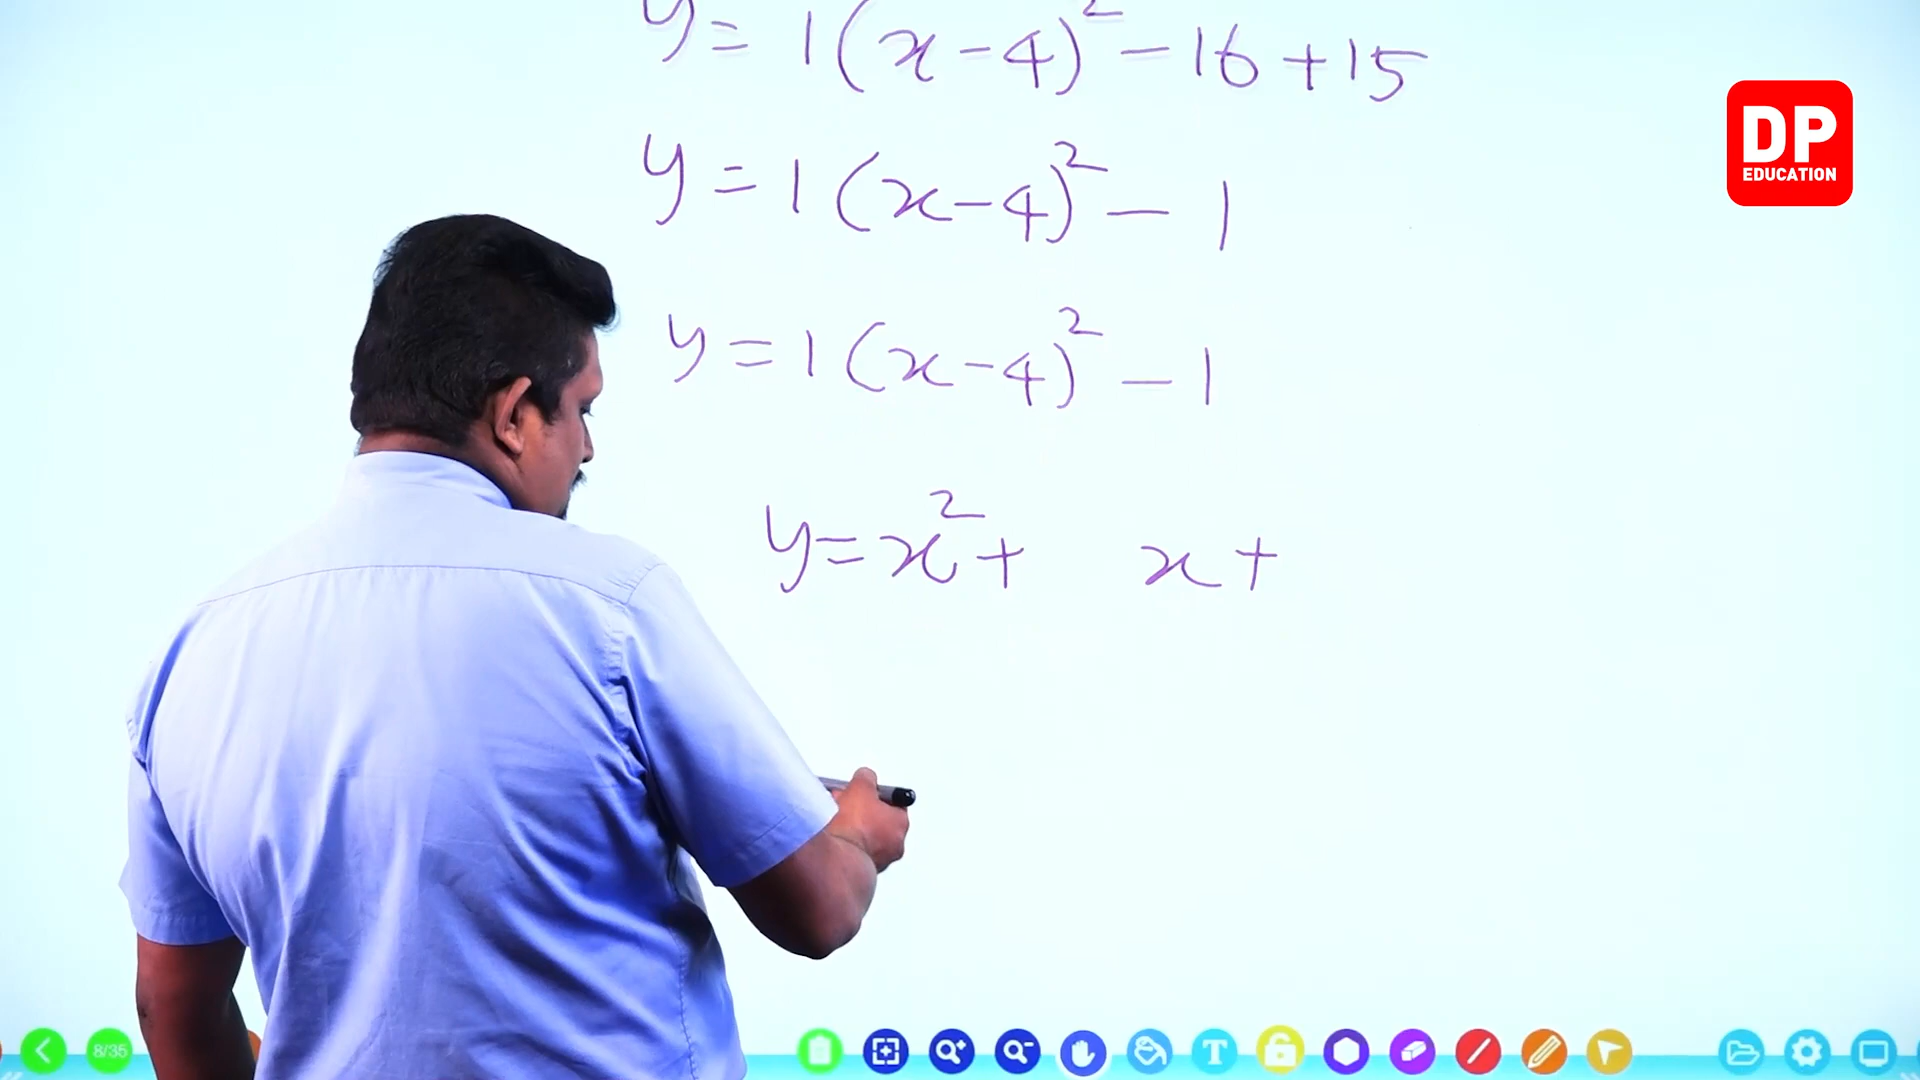 y = 1(x-4)² - 16 + 15
DP
EDUCATION
y = 1(x-4)² - 1
y = 1(x-4)² - 1
y = x² + x +
8/35
T